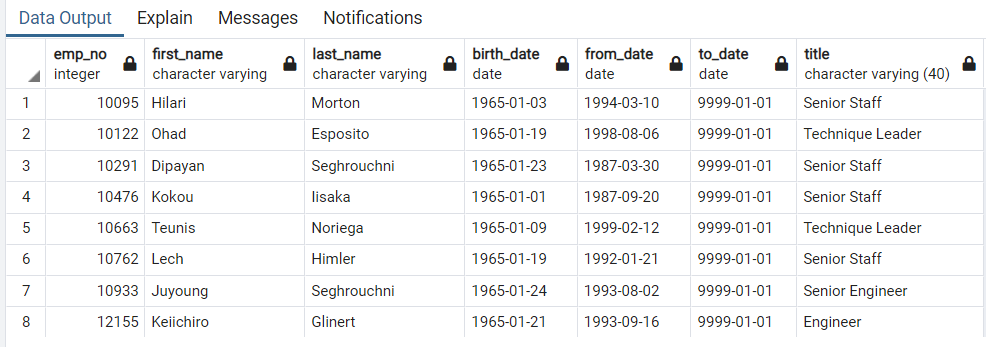 Data Output Explain Messages Notifications
emp_no first_name last_name birth_date from_date to_date title
integer character varying character varying date date date character varying (40)
1 10095 Hilari Morton 1965-01-03 1994-03-10 9999-01-01 Senior Staff
2 10122 Ohad Esposito 1965-01-19 1998-08-06 9999-01-01 Technique Leader
3 10291 Dipayan Seghrouchni 1965-01-23 1987-03-30 9999-01-01 Senior Staff
4 10476 Kokou Iisaka 1965-01-01 1987-09-20 9999-01-01 Senior Staff
5 10663 Teunis Noriega 1965-01-09 1999-02-12 9999-01-01 Technique Leader
6 10762 Lech Himler 1965-01-19 1992-01-21 9999-01-01 Senior Staff
7 10933 Juyoung Seghrouchni 1965-01-24 1993-08-02 9999-01-01 Senior Engineer
8 12155 Keiichiro Glinert 1965-01-21 1993-09-16 9999-01-01 Engineer